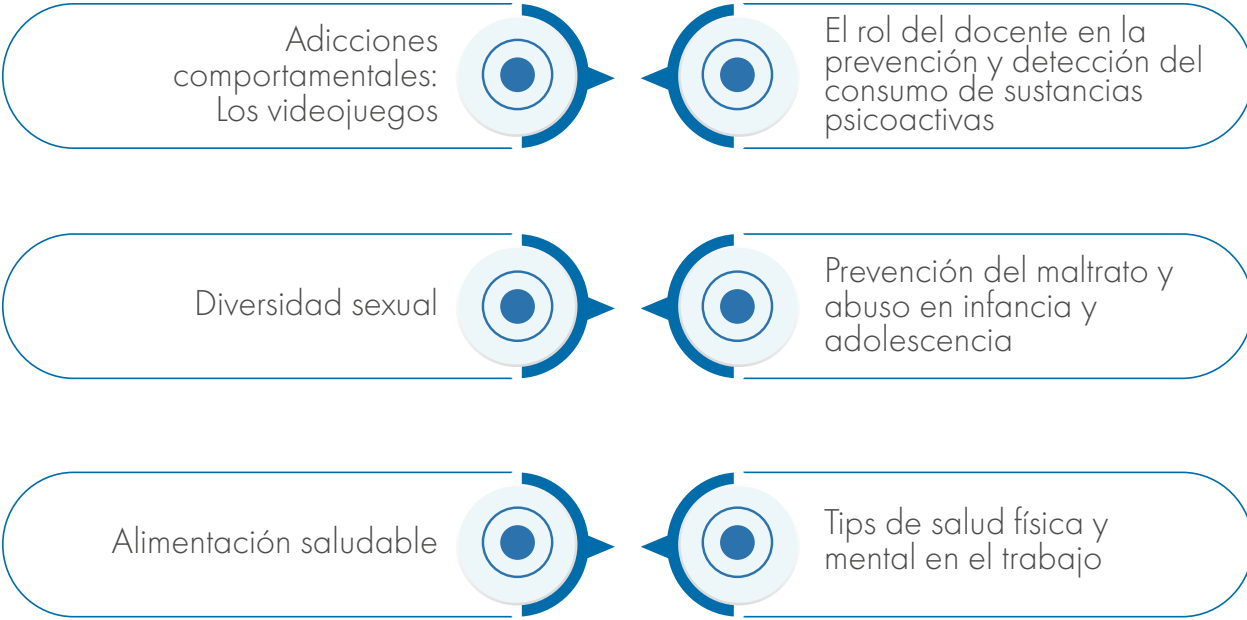 Adicciones
comportamentales:
Los videojuegos
El rol del docente en la
prevención y detección del
consumo de sustancias
psicoactivas
Diversidad sexual
Prevención del maltrato y
abuso en infancia y
adolescencia
Alimentación saludable
Tips de salud física y
mental en el trabajo